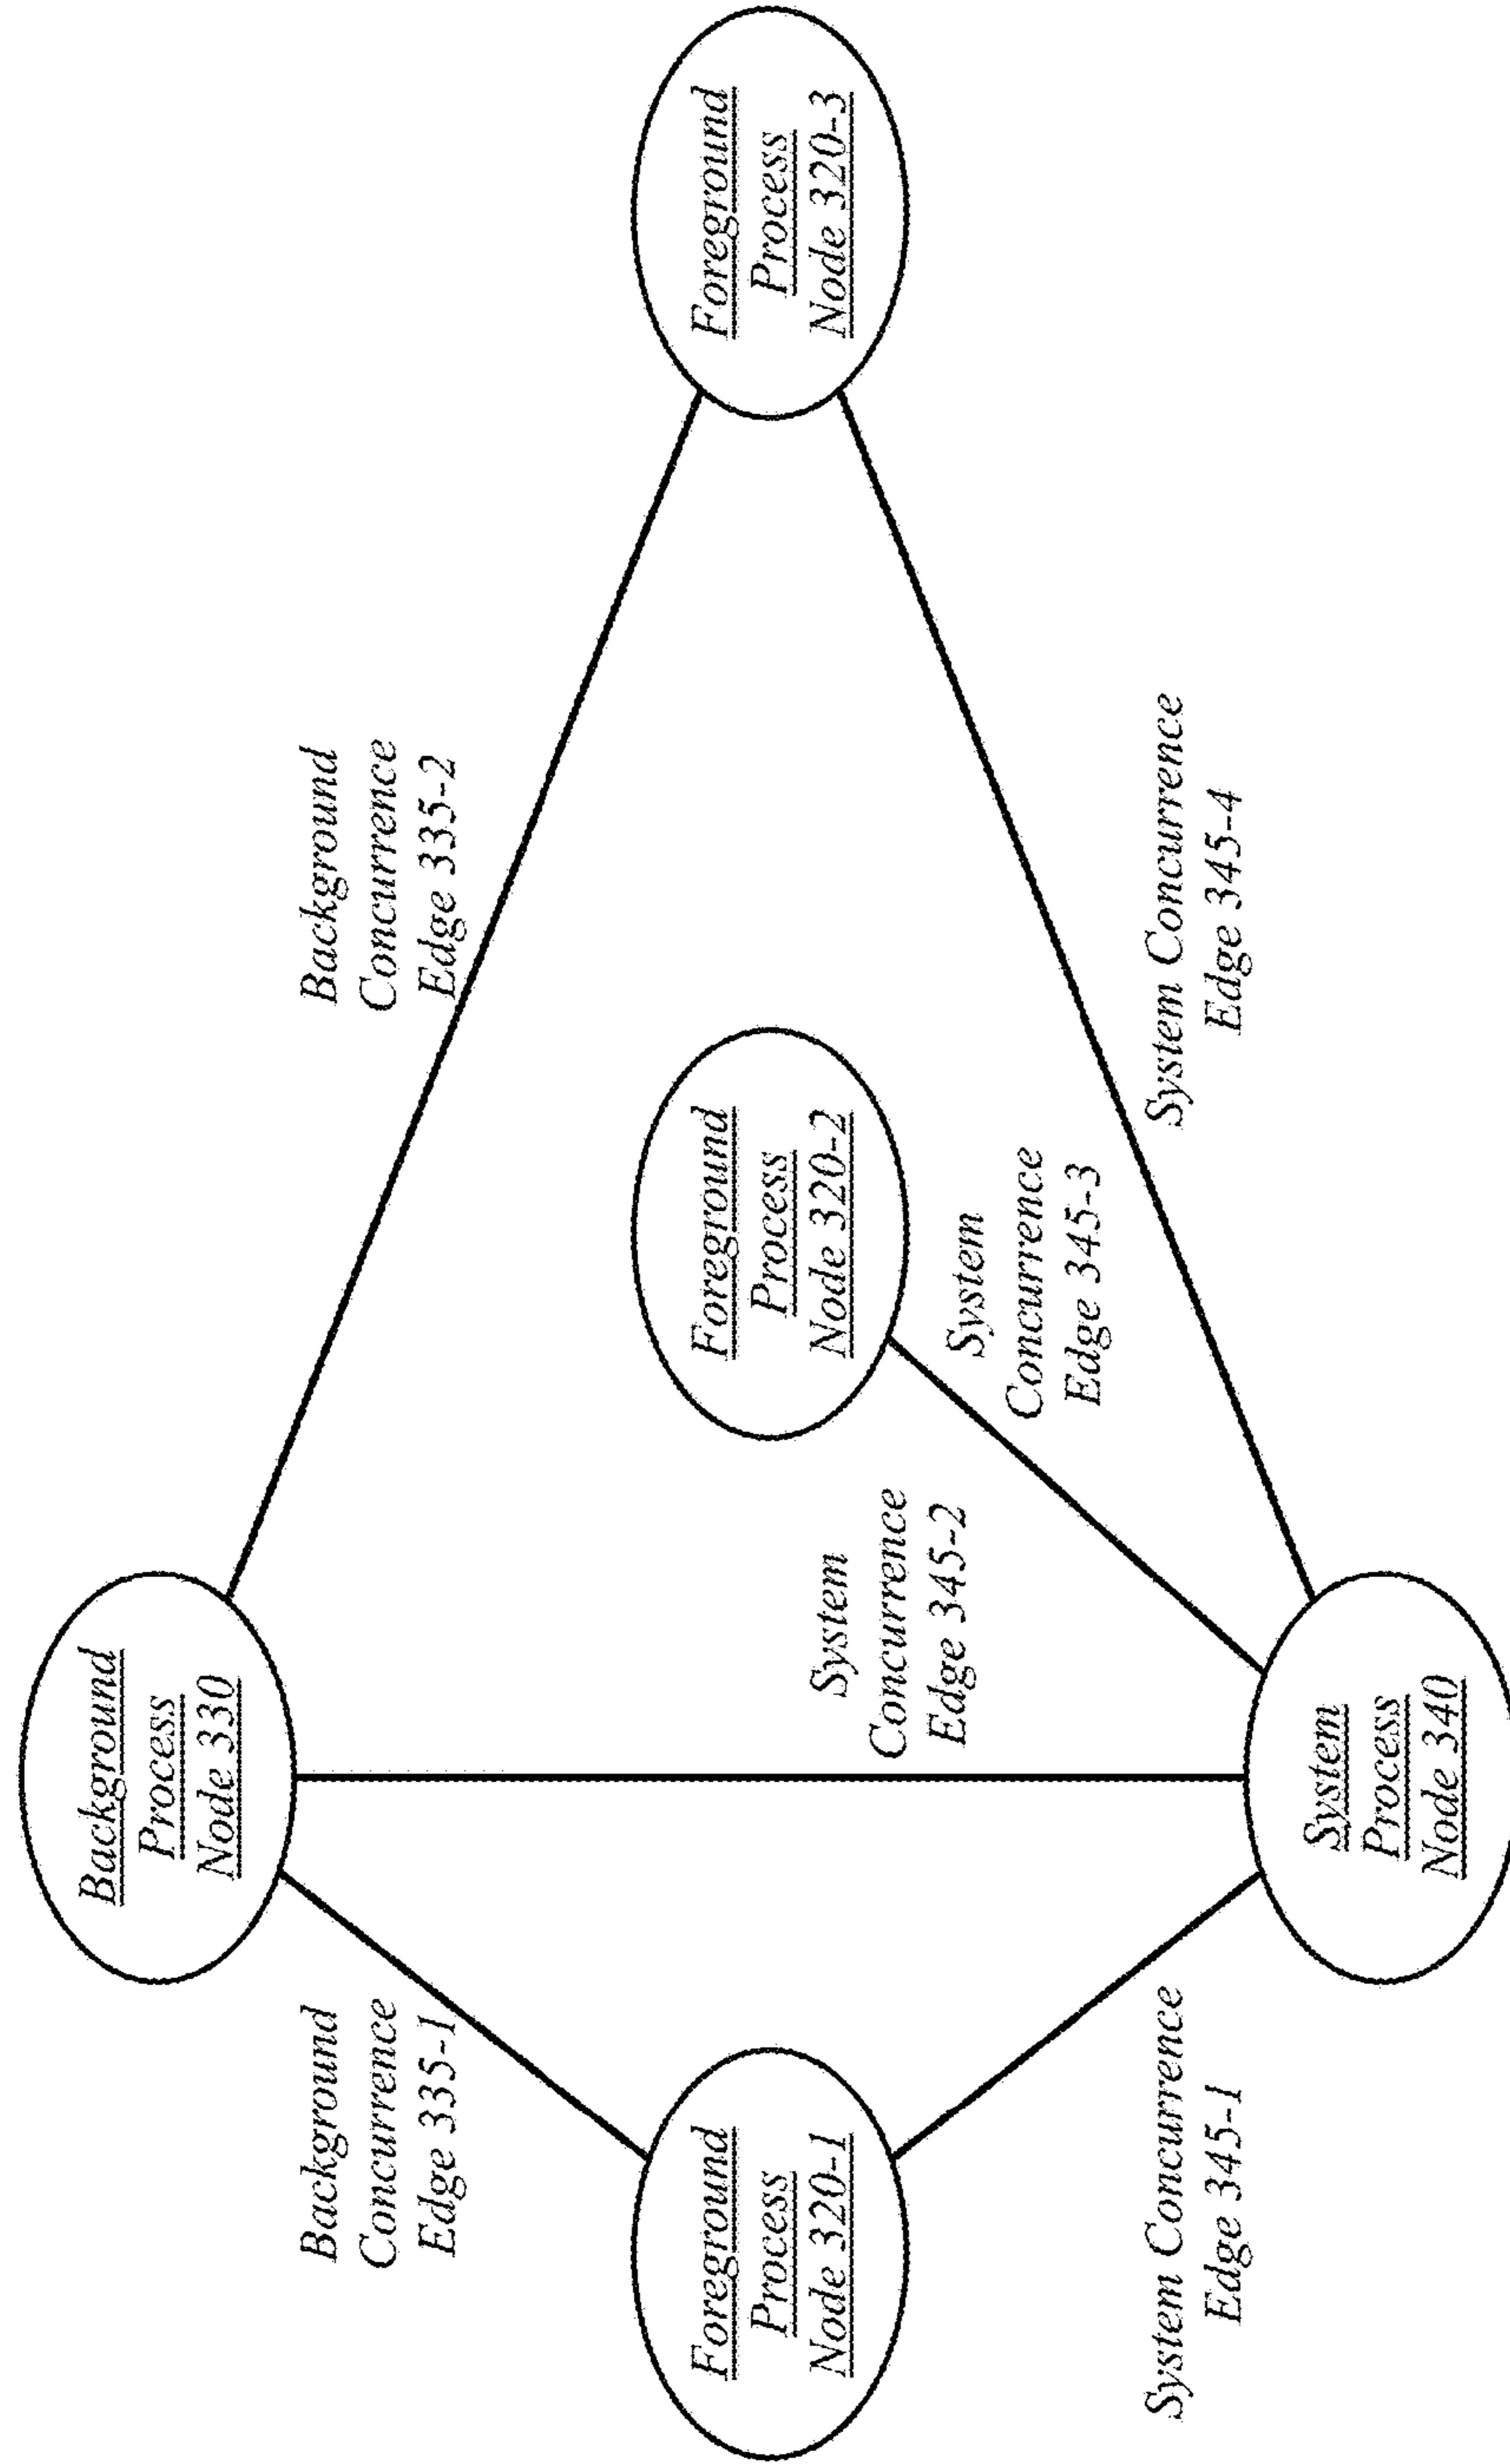 Background
Process
Node 330
Background
Concurrence
Edge 335-1
Background
Concurrence
Edge 335-2
Foreground
Process
Node 320-1
Foreground
Process
Node 320-2
Foreground
Process
Node 320-3
System
Concurrence
Edge 345-2
System
Concurrence
Edge 345-3
System Concurrence
Edge 345-1
System Concurrence
Edge 345-4
System
Process
Node 340